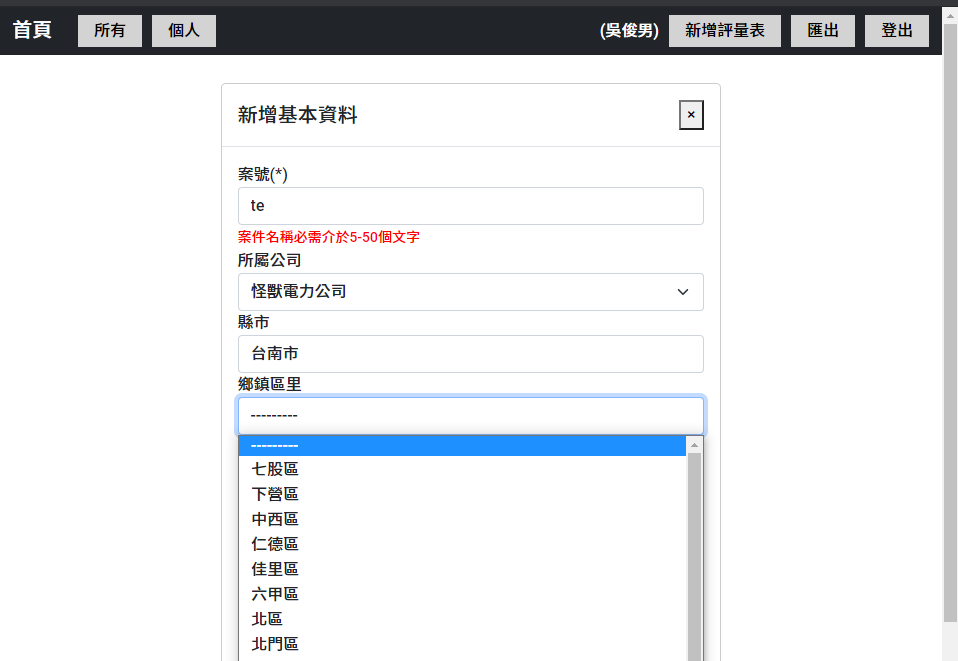 首頁 所有 個人 (吳俊男) 新增評量表 匯出 登出
新增基本資料 ×
案號(*)
te
案件名稱必需介於5-50個文字
所屬公司
怪獸電力公司
縣市
台南市
鄉鎮區里
---------
---------
七股區
下營區
中西區
仁德區
佳里區
六甲區
北區
北門區